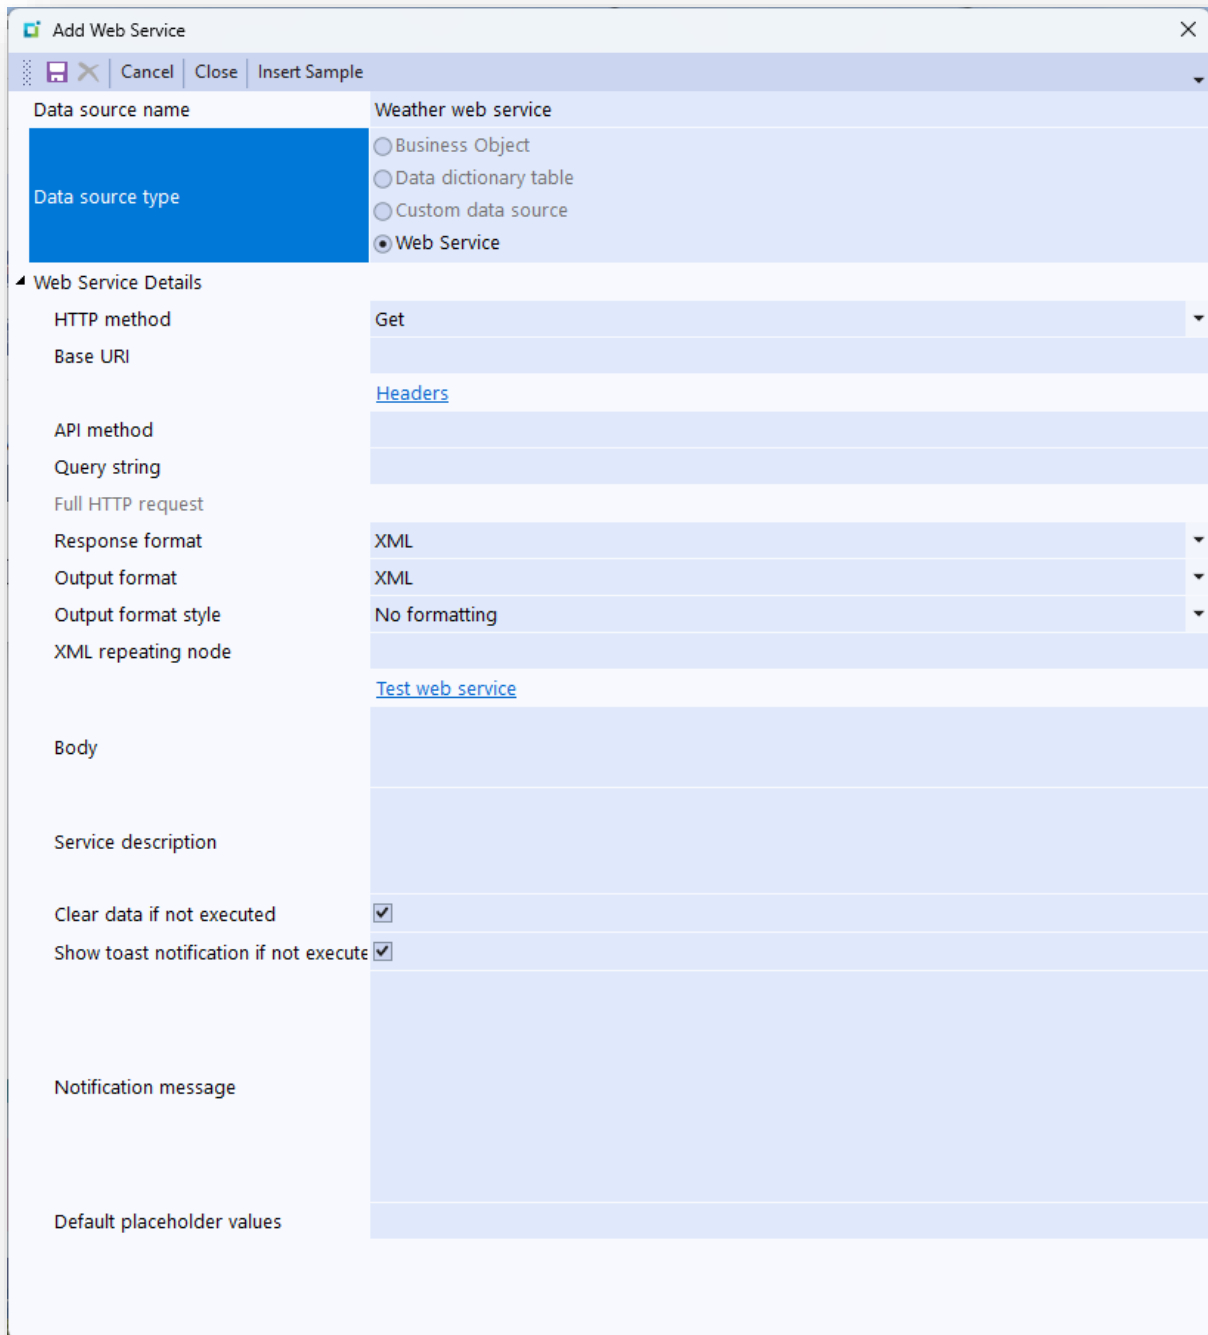 Add Web Service
Cancel Close Insert Sample
Data source name Weather web service
Data source type
Business Object
Data dictionary table
Custom data source
Web Service
Web Service Details
HTTP method Get
Base URI
Headers
API method
Query string
Full HTTP request
Response format XML
Output format XML
Output format style No formatting
XML repeating node
Test web service
Body
Service description
Clear data if not executed
Show toast notification if not execute
Notification message
Default placeholder values